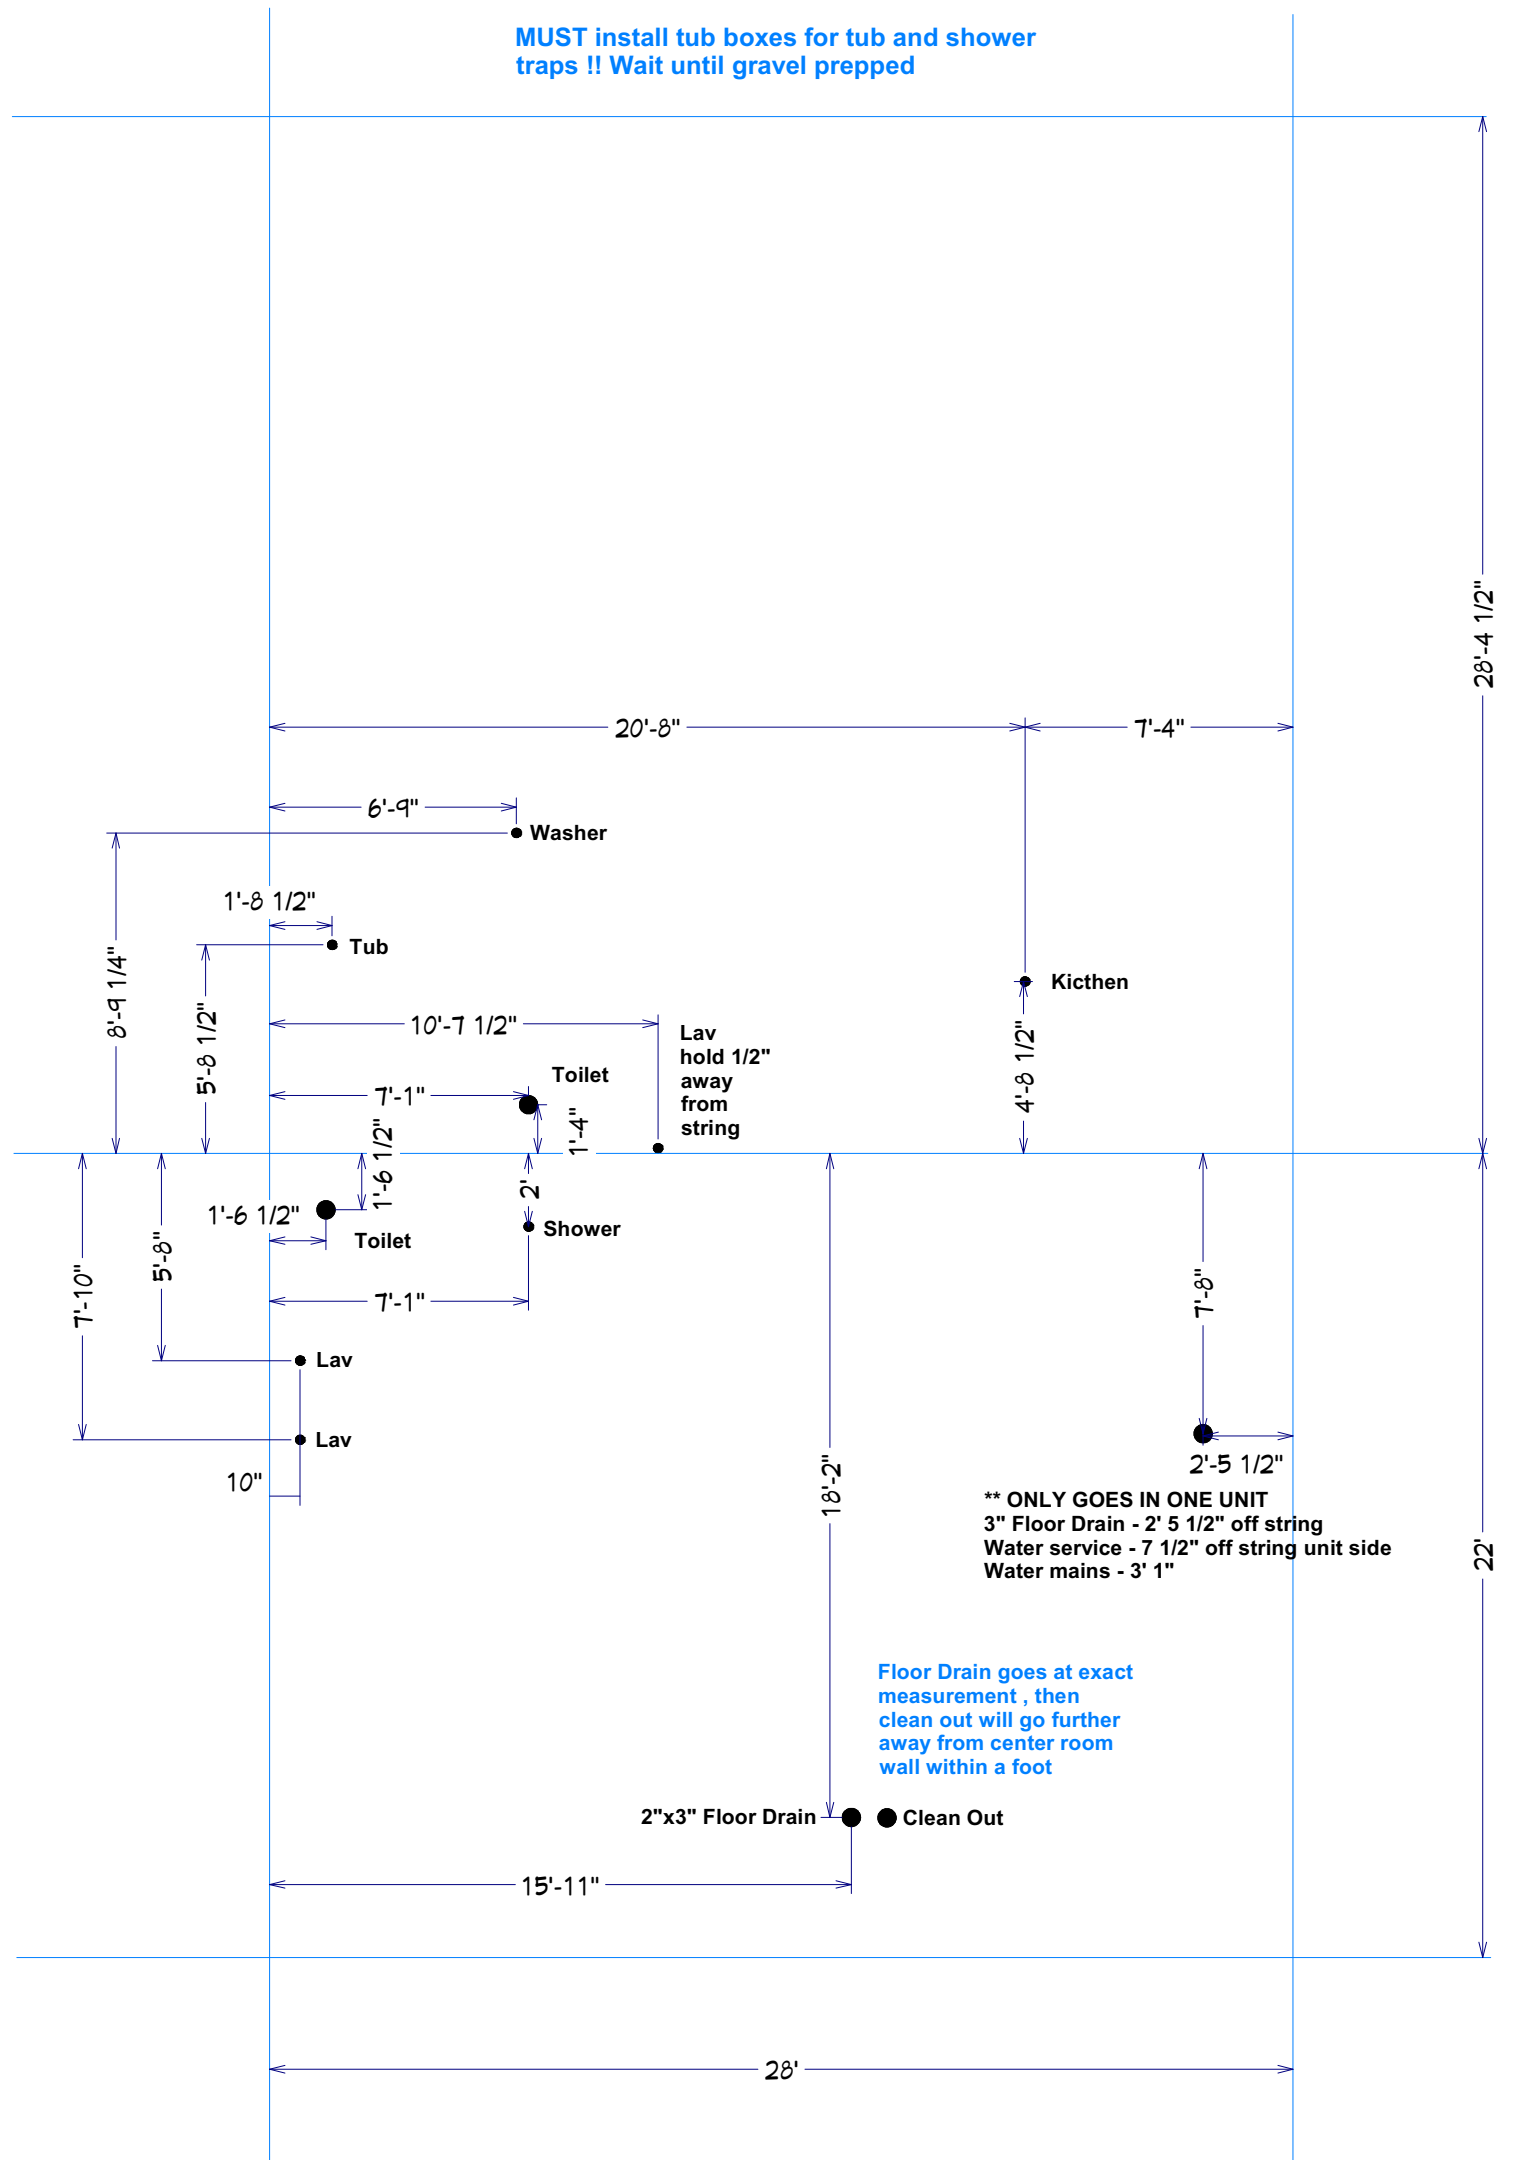 MUST install tub boxes for tub and shower
traps !! Wait until gravel prepped
28'-4 1/2"
20'-8"
7'-4"
6'-9"
Washer
1'-8 1/2"
Tub
8'-9 1/4"
5'-8 1/2"
Kicthen
10'-7 1/2"
Lav
hold 1/2"
away
from
string
4'-8 1/2"
Toilet
7'-1"
1'-4"
1'-6 1/2"
2'
1'-6 1/2"
Toilet
Shower
5'-8"
7'-10"
7'-8"
7'-1"
Lav
Lav
10"
2'-5 1/2"
18'-2"
** ONLY GOES IN ONE UNIT
3" Floor Drain - 2' 5 1/2" off string
Water service - 7 1/2" off string unit side
Water mains - 3' 1"
22'
Floor Drain goes at exact
measurement , then
clean out will go further
away from center room
wall within a foot
2"x3" Floor Drain
Clean Out
15'-11"
28'